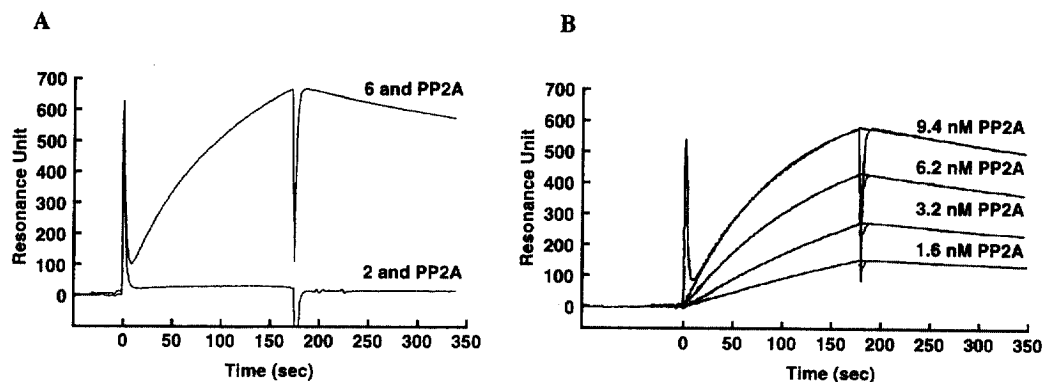 A
Resonance Unit
700
600
500
400
300
200
100
0
6 and PP2A
2 and PP2A
0 50 100 150 200 250 300 350
Time (sec)
B
Resonance Unit
700
600
500
400
300
200
100
0
9.4 nM PP2A
6.2 nM PP2A
3.2 nM PP2A
1.6 nM PP2A
0 50 100 150 200 250 300 350
Time (sec)